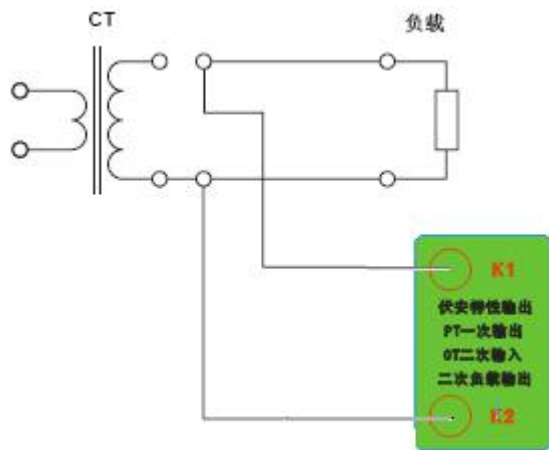 CT
负载
K1
伏安特性输出
PT一次输出
CT二次输入
二次负载输出
K2